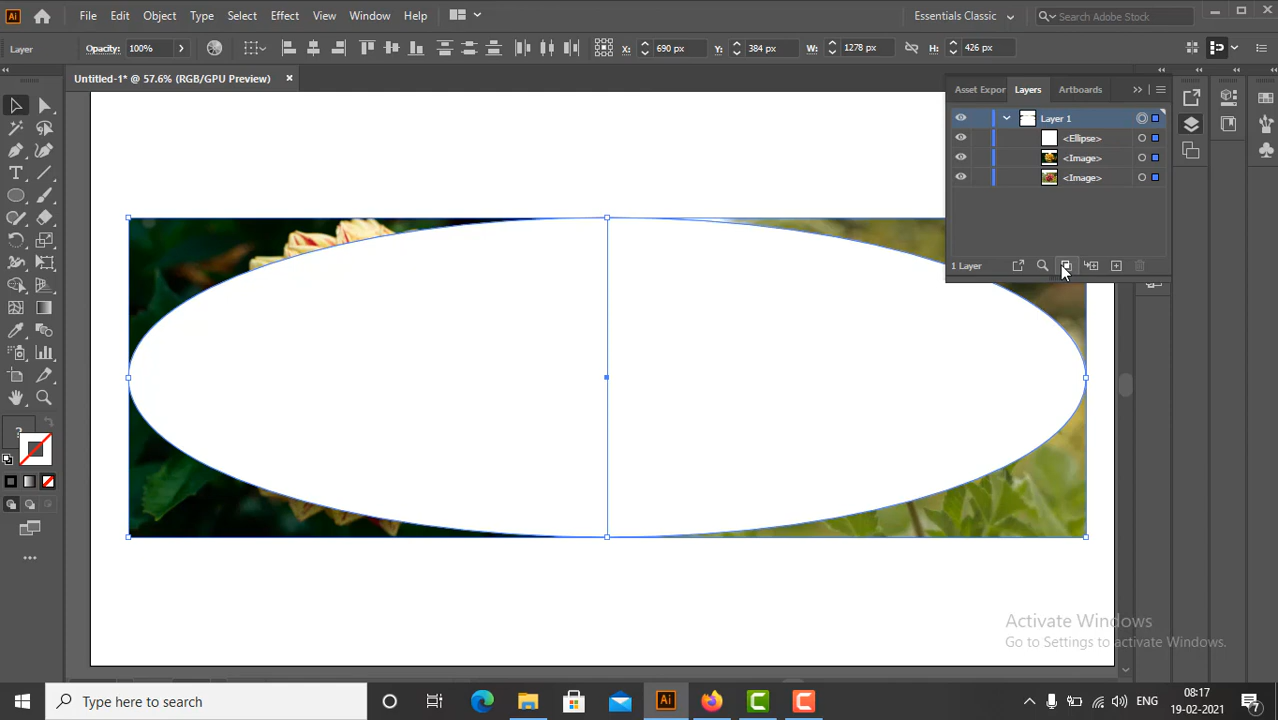 Ai
File Edit Object Type Select Effect View Window Help
Essentials Classic
Search Adobe Stock
Layer
Opacity: 100%
X: 690 px Y: 384 px W: 1278 px H: 426 px
Untitled-1* @ 57.6% (RGB/GPU Preview)
Asset Expor Layers Artboards
Layer 1
<Ellipse>
<Image>
<Image>
1 Layer
?
Activate Windows
Go to Settings to activate Windows.
Type here to search
Ai
ENG
08:17
19-02-2021
7